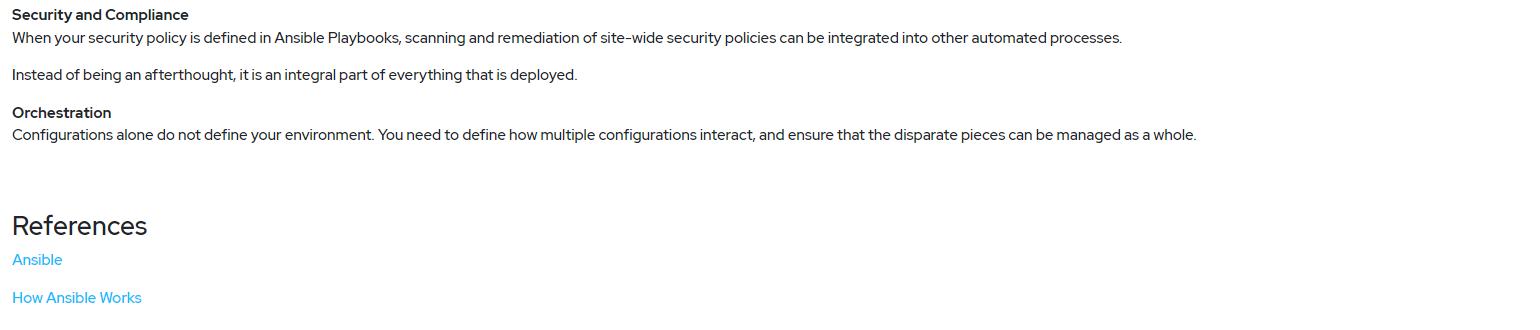 Security and Compliance
When your security policy is defined in Ansible Playbooks, scanning and remediation of site-wide security policies can be integrated into other automated processes.
Instead of being an afterthought, it is an integral part of everything that is deployed.
Orchestration
Configurations alone do not define your environment. You need to define how multiple configurations interact, and ensure that the disparate pieces can be managed as a whole.
References
Ansible
How Ansible Works